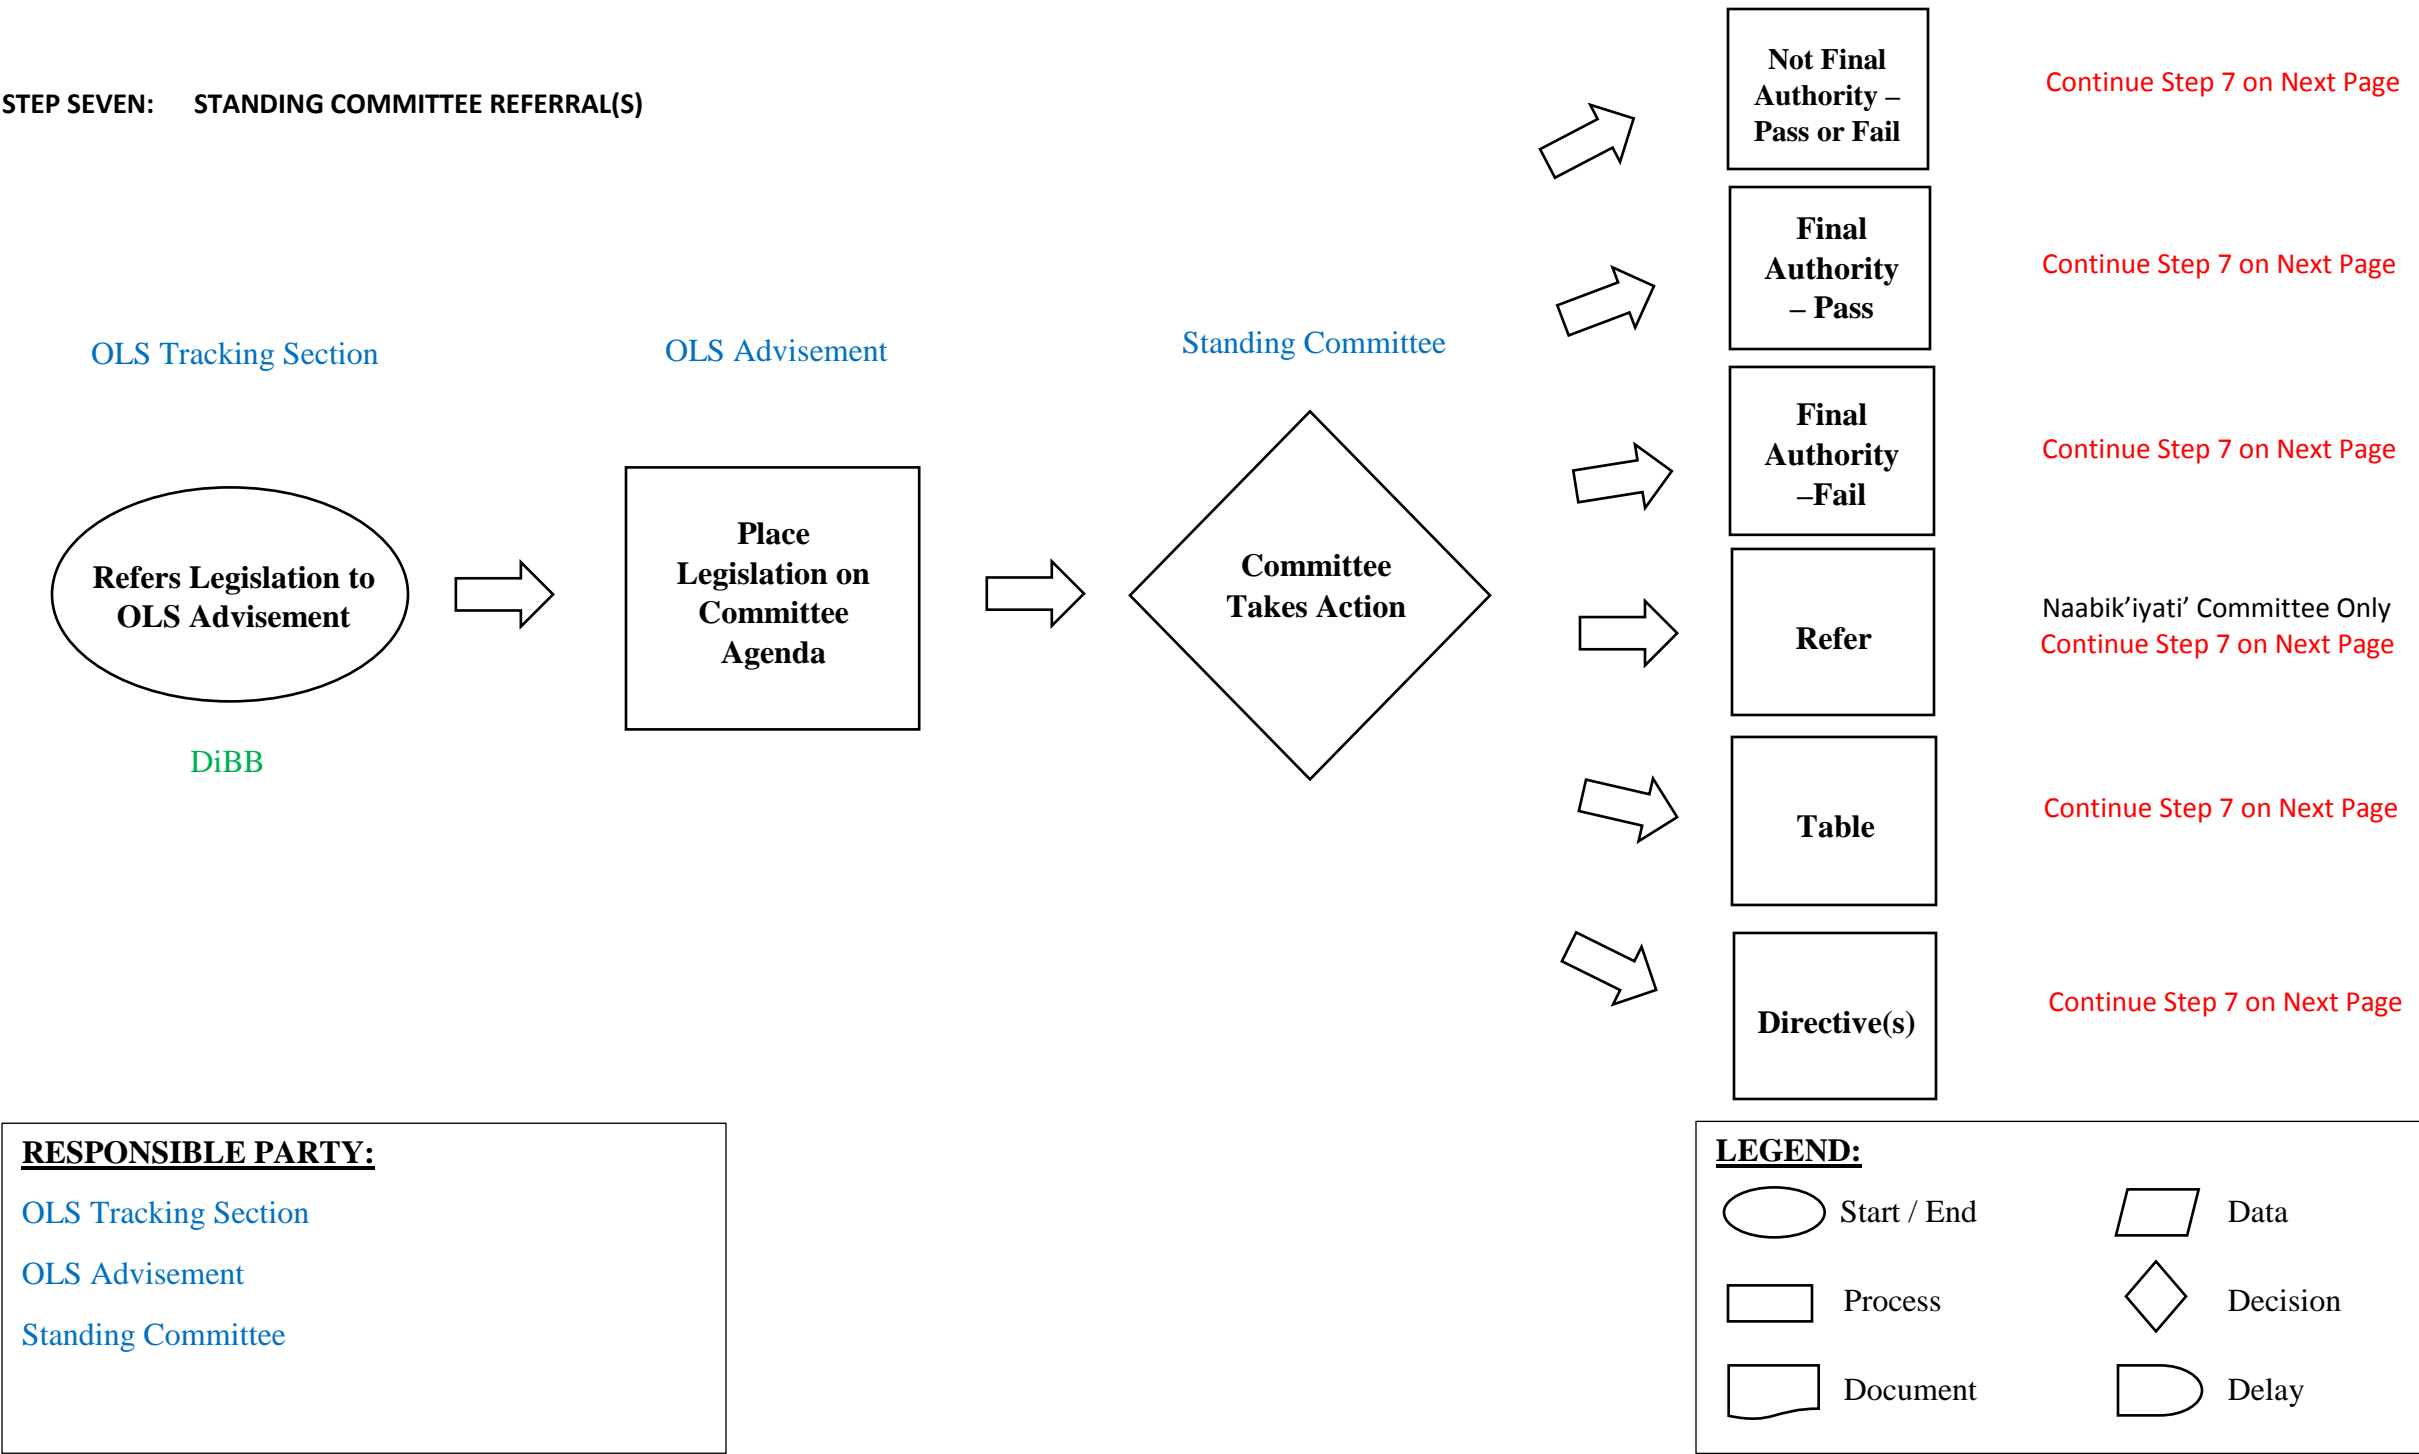 STEP SEVEN: STANDING COMMITTEE REFERRAL(S)
OLS Tracking Section
Refers Legislation to
OLS Advisement
DiBB
OLS Advisement
Place
Legislation on
Committee
Agenda
Standing Committee
Committee
Takes Action
Not Final
Authority –
Pass or Fail
Continue Step 7 on Next Page
Final
Authority
– Pass
Continue Step 7 on Next Page
Final
Authority
–Fail
Continue Step 7 on Next Page
Refer
Naabik’iyati’ Committee Only
Continue Step 7 on Next Page
Table
Continue Step 7 on Next Page
Directive(s)
Continue Step 7 on Next Page
RESPONSIBLE PARTY:
OLS Tracking Section
OLS Advisement
Standing Committee
LEGEND:
Start / End
Data
Process
Decision
Document
Delay